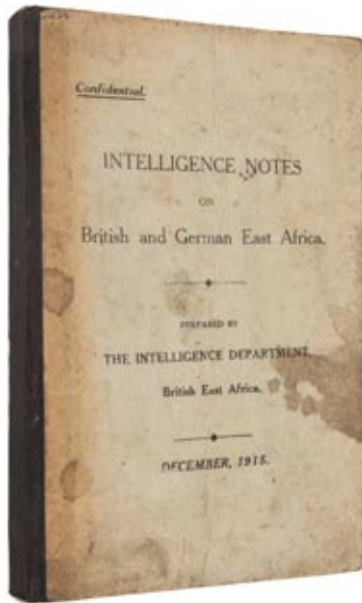 Confidential.
INTELLIGENCE NOTES
ON
British and German East Africa.
PREPARED BY
THE INTELLIGENCE DEPARTMENT,
British East Africa.
DECEMBER, 1915.